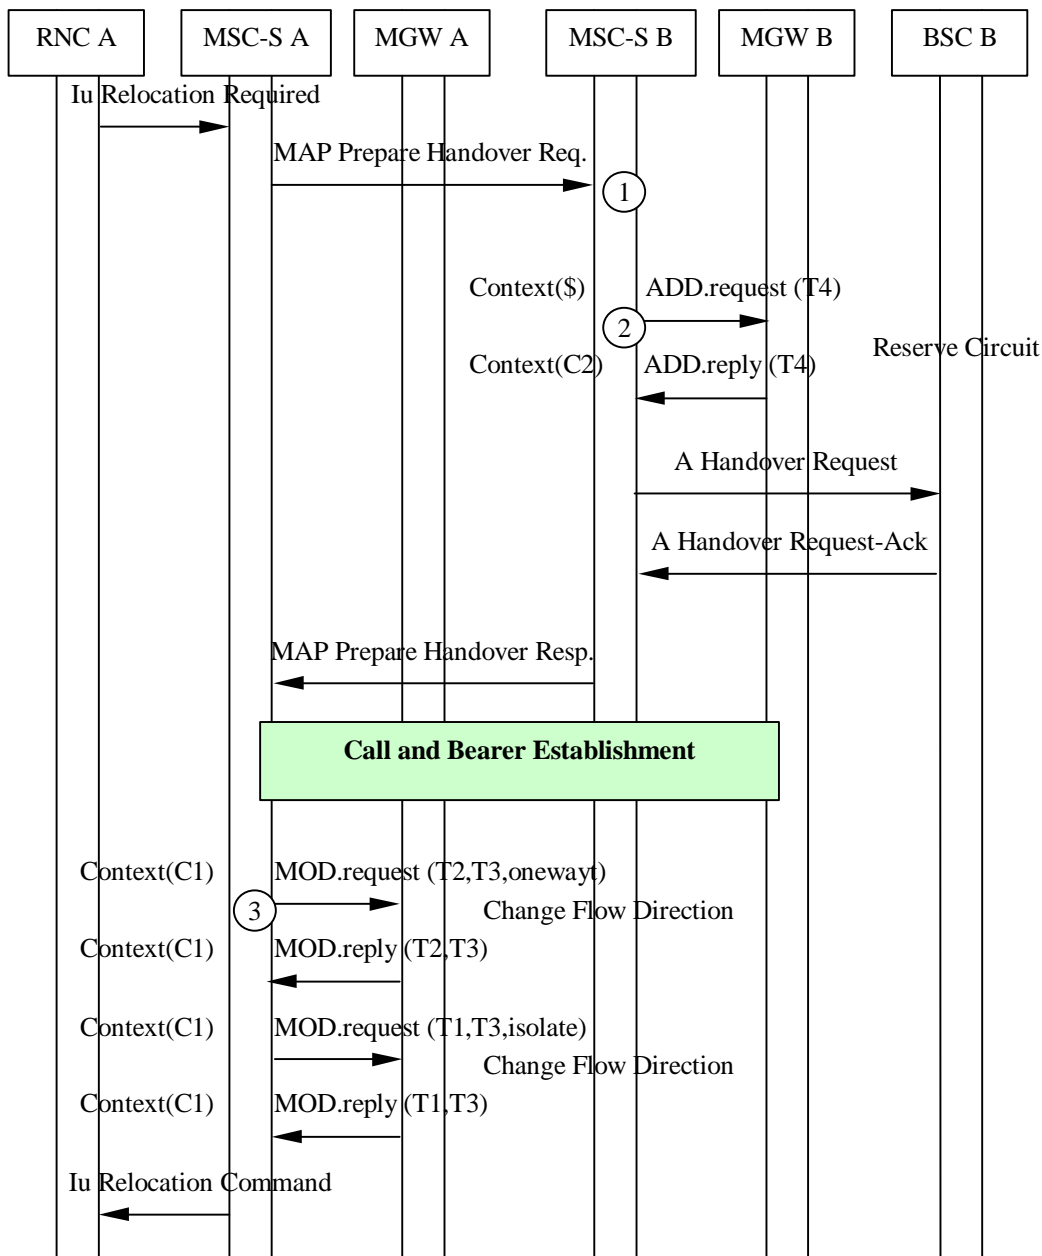 RNC A MSC-S A MGW A MSC-S B MGW B BSC B
Iu Relocation Required
MAP Prepare Handover Req.
1
Context($) ADD.request (T4)
2
Reserve Circuit
Context(C2) ADD.reply (T4)
A Handover Request
A Handover Request-Ack
MAP Prepare Handover Resp.
Call and Bearer Establishment
Context(C1) MOD.request (T2,T3,onewayt)
3 Change Flow Direction
Context(C1) MOD.reply (T2,T3)
Context(C1) MOD.request (T1,T3,isolate)
Change Flow Direction
Context(C1) MOD.reply (T1,T3)
Iu Relocation Command